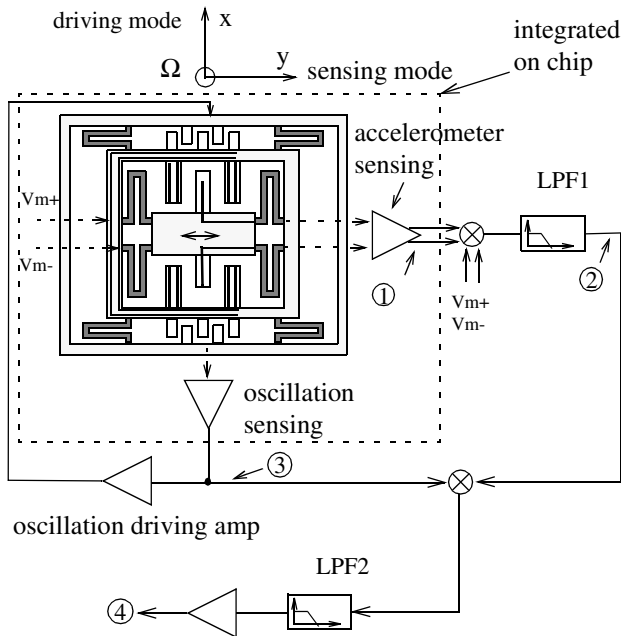 driving mode
x
integrated
on chip
Ω
y
sensing mode
accelerometer
sensing
LPF1
Vm+
Vm-
①
②
Vm+
Vm-
oscillation
sensing
③
oscillation driving amp
LPF2
④